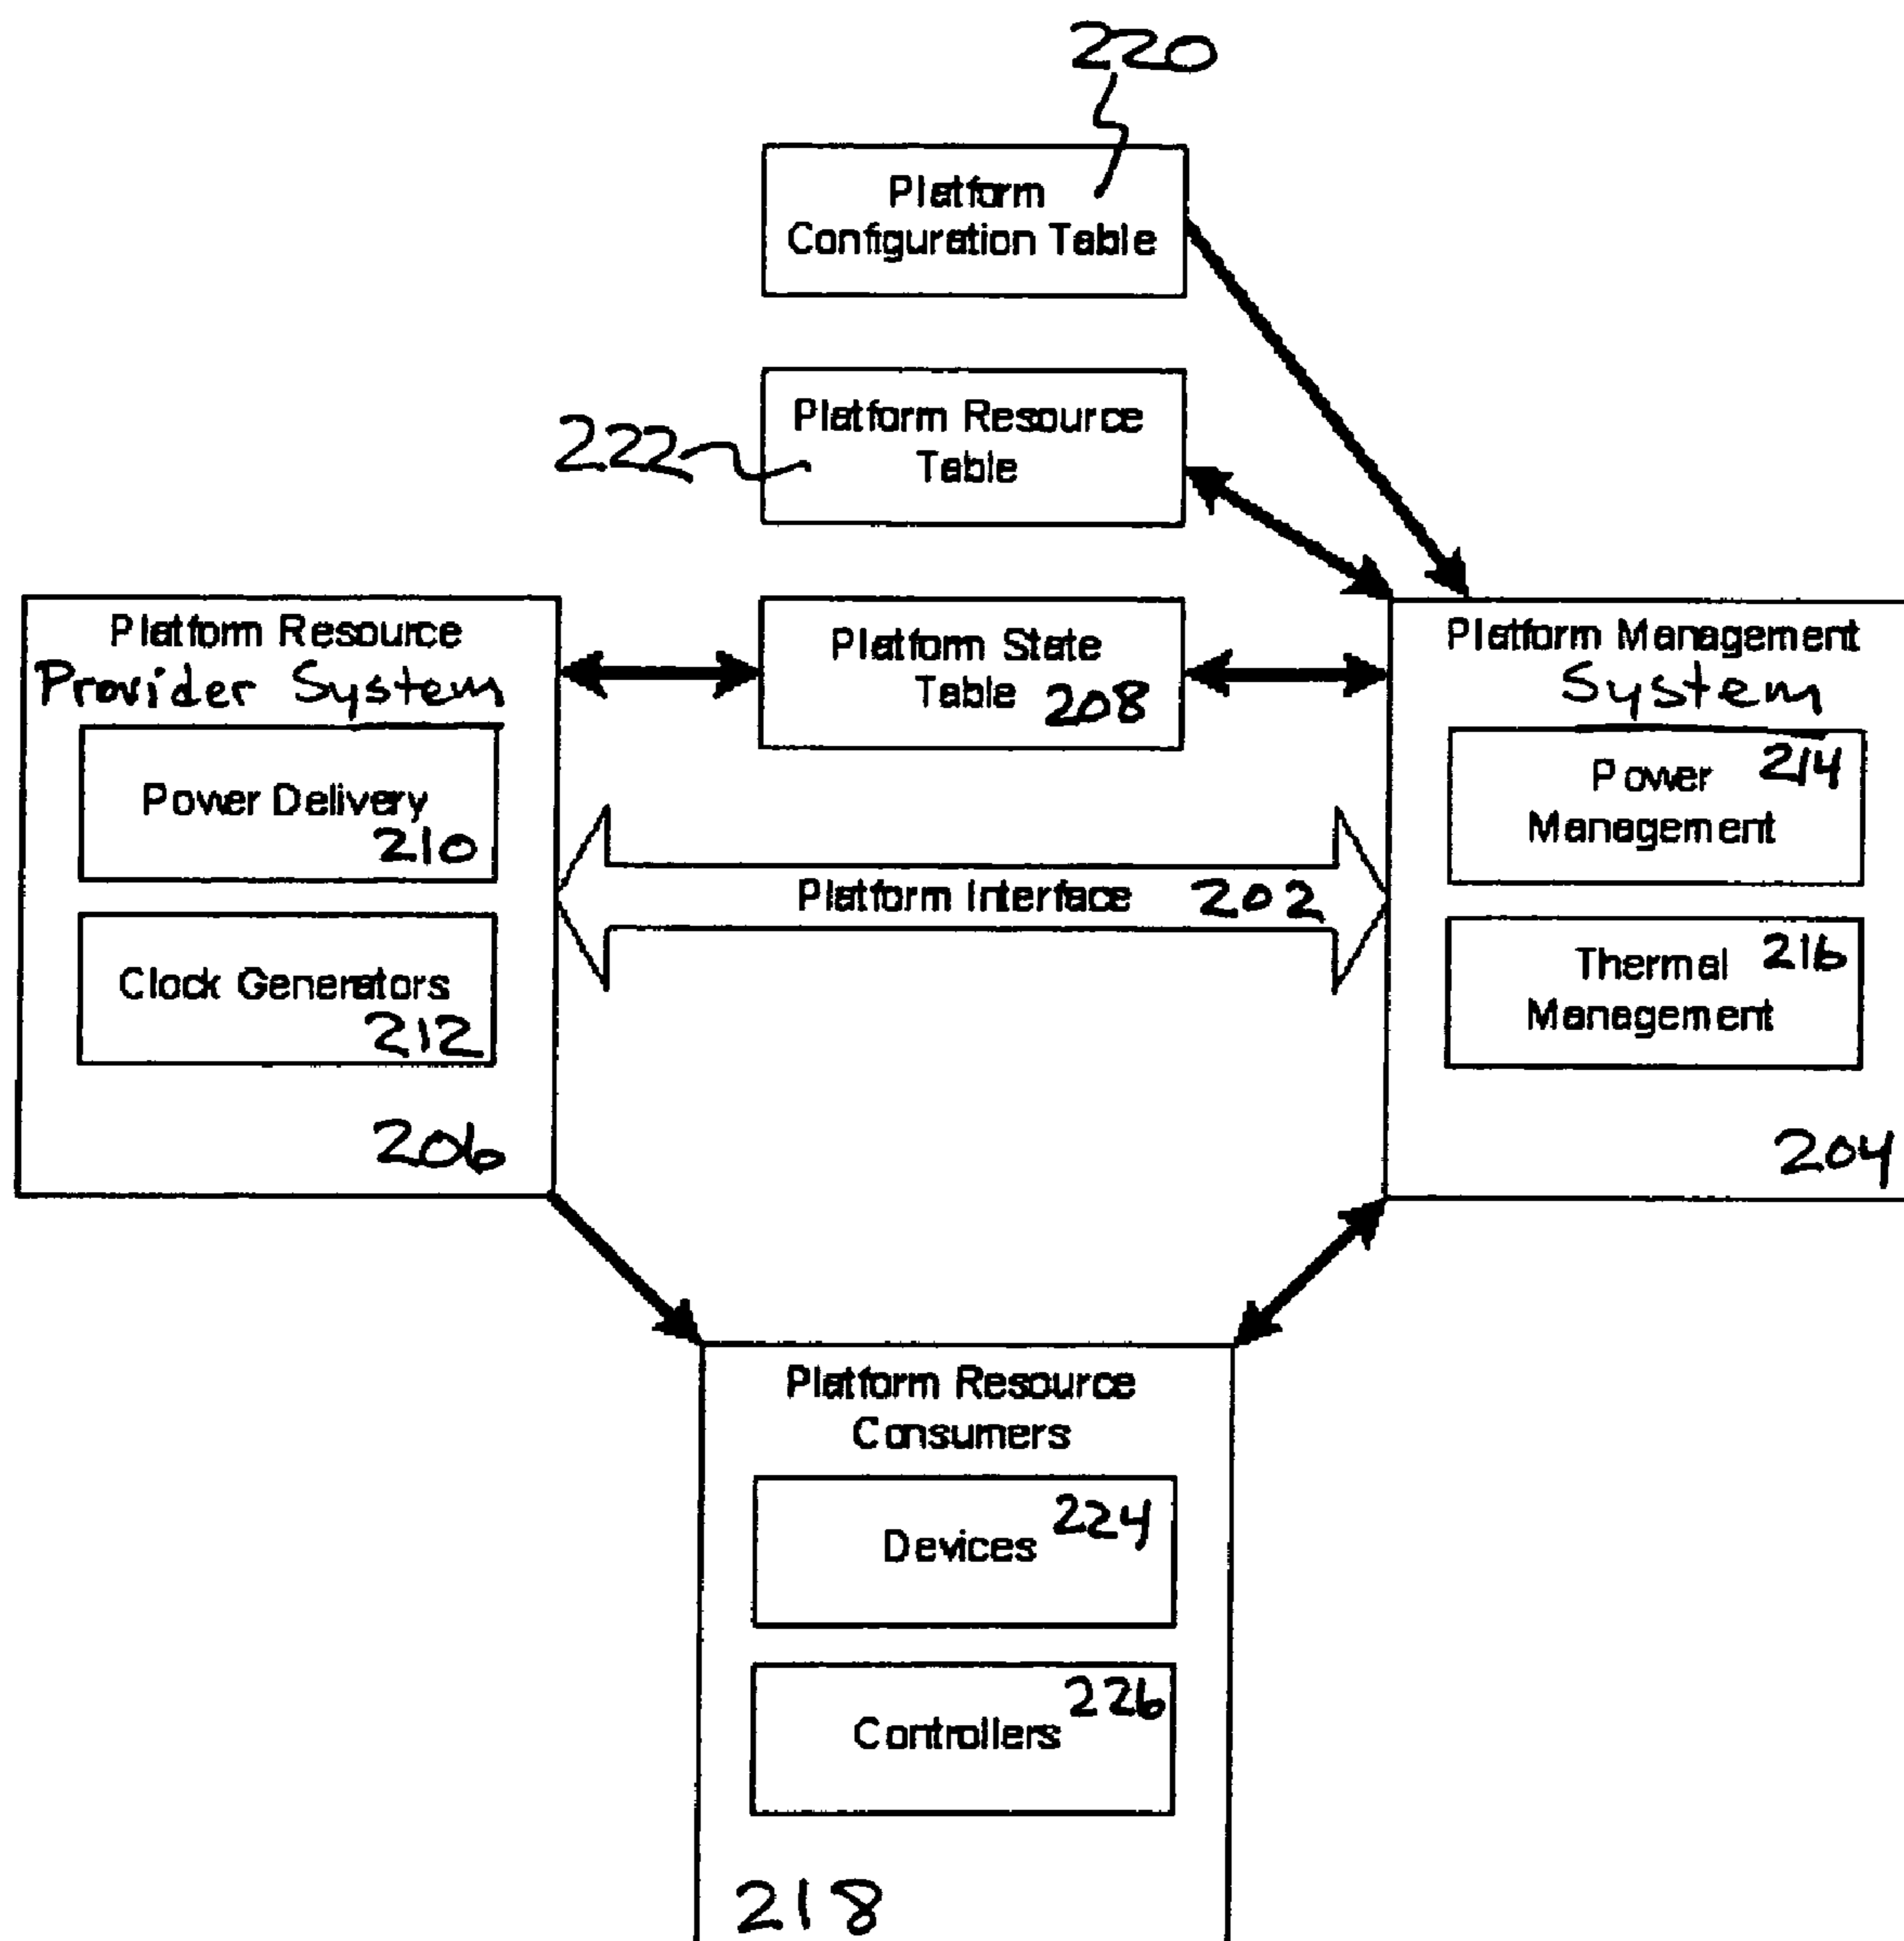 220
Platform
Configuration Table
222
Platform Resource
Table
Platform Resource
Provider System
Power Delivery
210
Clock Generators
212
206
Platform State
Table 208
Platform Interface 202
Platform Management
System
Power 214
Management
Thermal 216
Management
204
Platform Resource
Consumers
Devices 224
Controllers 226
218